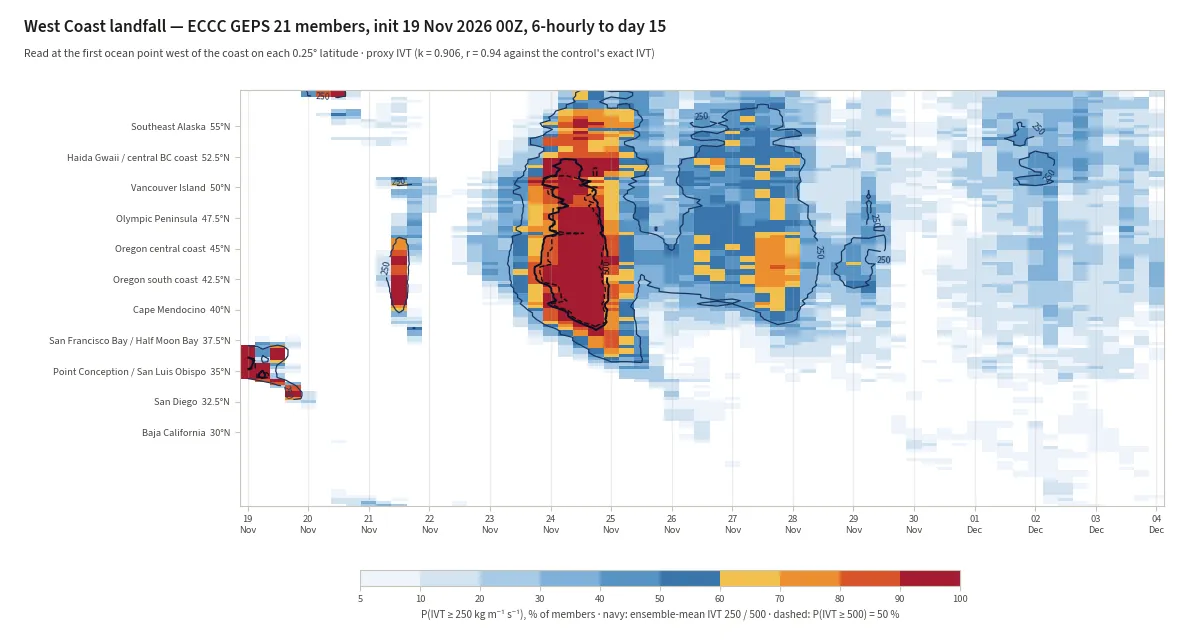 West Coast landfall — ECCC GEPS 21 members, init 19 Nov 2026 00Z, 6-hourly to day 15
Read at the first ocean point west of the coast on each 0.25° latitude · proxy IVT (k = 0.906, r = 0.94 against the control's exact IVT)
Southeast Alaska 55°N
Haida Gwaii / central BC coast 52.5°N
Vancouver Island 50°N
Olympic Peninsula 47.5°N
Oregon central coast 45°N
Oregon south coast 42.5°N
Cape Mendocino 40°N
San Francisco Bay / Half Moon Bay 37.5°N
Point Conception / San Luis Obispo 35°N
San Diego 32.5°N
Baja California 30°N
250
250
250
250
250
250
250
250
19 Nov
20 Nov
21 Nov
22 Nov
23 Nov
24 Nov
25 Nov
26 Nov
27 Nov
28 Nov
29 Nov
30 Nov
01 Dec
02 Dec
03 Dec
04 Dec
5 10 20 30 40 50 60 70 80 90 100
P(IVT ≥ 250 kg m⁻¹ s⁻¹), % of members · navy: ensemble-mean IVT 250 / 500 · dashed: P(IVT ≥ 500) = 50 %